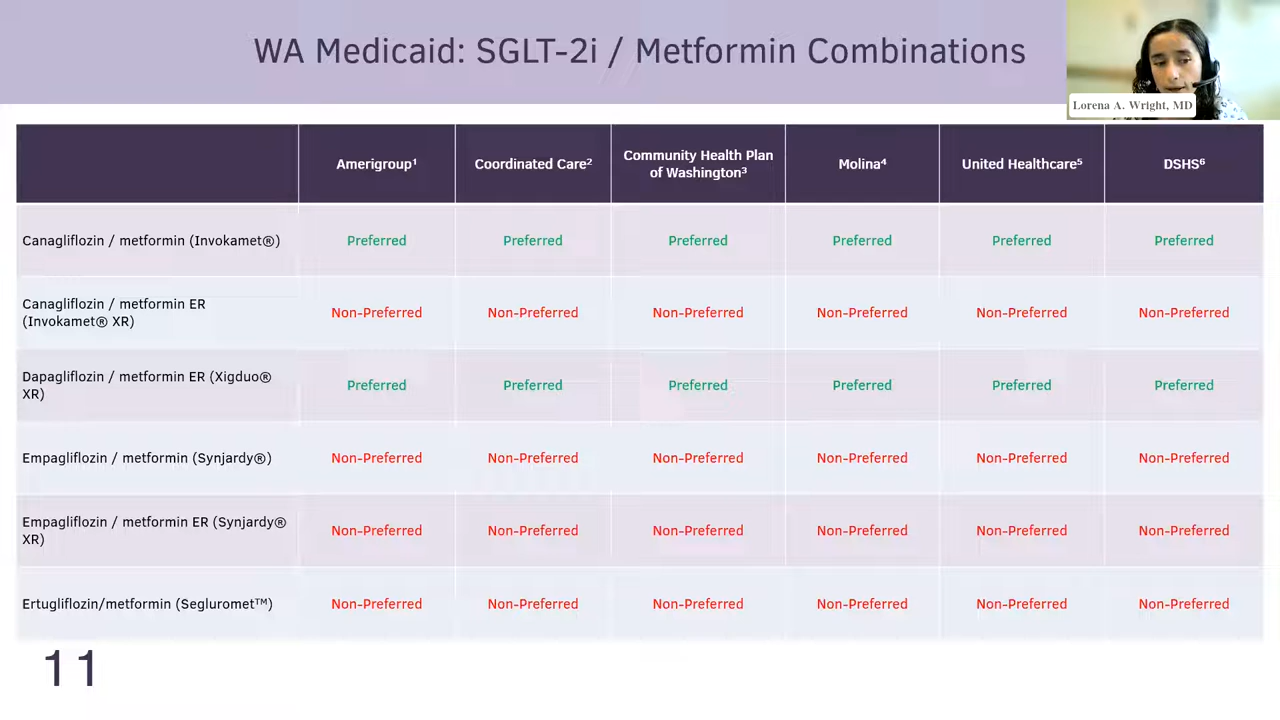 WA Medicaid: SGLT-2i / Metformin Combinations
Lorena A. Wright, MD
Amerigroup¹ Coordinated Care² Community Health Plan of Washington³ Molina⁴ United Healthcare⁵ DSHS⁶
Canagliflozin / metformin (Invokamet®) Preferred Preferred Preferred Preferred Preferred Preferred
Canagliflozin / metformin ER
(Invokamet® XR) Non-Preferred Non-Preferred Non-Preferred Non-Preferred Non-Preferred Non-Preferred
Dapagliflozin / metformin ER (Xigduo®
XR) Preferred Preferred Preferred Preferred Preferred Preferred
Empagliflozin / metformin (Synjardy®) Non-Preferred Non-Preferred Non-Preferred Non-Preferred Non-Preferred Non-Preferred
Empagliflozin / metformin ER (Synjardy®
XR) Non-Preferred Non-Preferred Non-Preferred Non-Preferred Non-Preferred Non-Preferred
Ertugliflozin/metformin (Segluromet™) Non-Preferred Non-Preferred Non-Preferred Non-Preferred Non-Preferred Non-Preferred
11